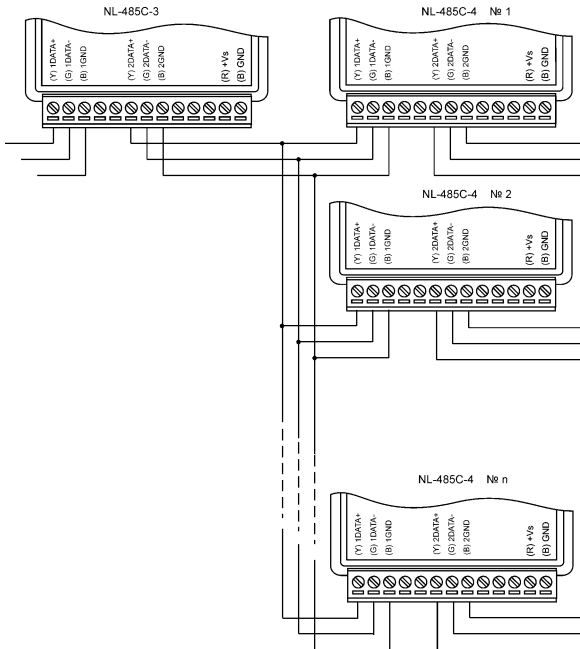 NL-485C-3
(Y) 1DATA+
(G) 1DATA-
(B) 1GND
(Y) 2DATA+
(G) 2DATA-
(B) 2GND
(R) +Vs
(B) GND
NL-485C-4 № 1
(Y) 1DATA+
(G) 1DATA-
(B) 1GND
(Y) 2DATA+
(G) 2DATA-
(B) 2GND
(R) +Vs
(B) GND
NL-485C-4 № 2
(Y) 1DATA+
(G) 1DATA-
(B) 1GND
(Y) 2DATA+
(G) 2DATA-
(B) 2GND
(R) +Vs
(B) GND
NL-485C-4 № n
(Y) 1DATA+
(G) 1DATA-
(B) 1GND
(Y) 2DATA+
(G) 2DATA-
(B) 2GND
(R) +Vs
(B) GND